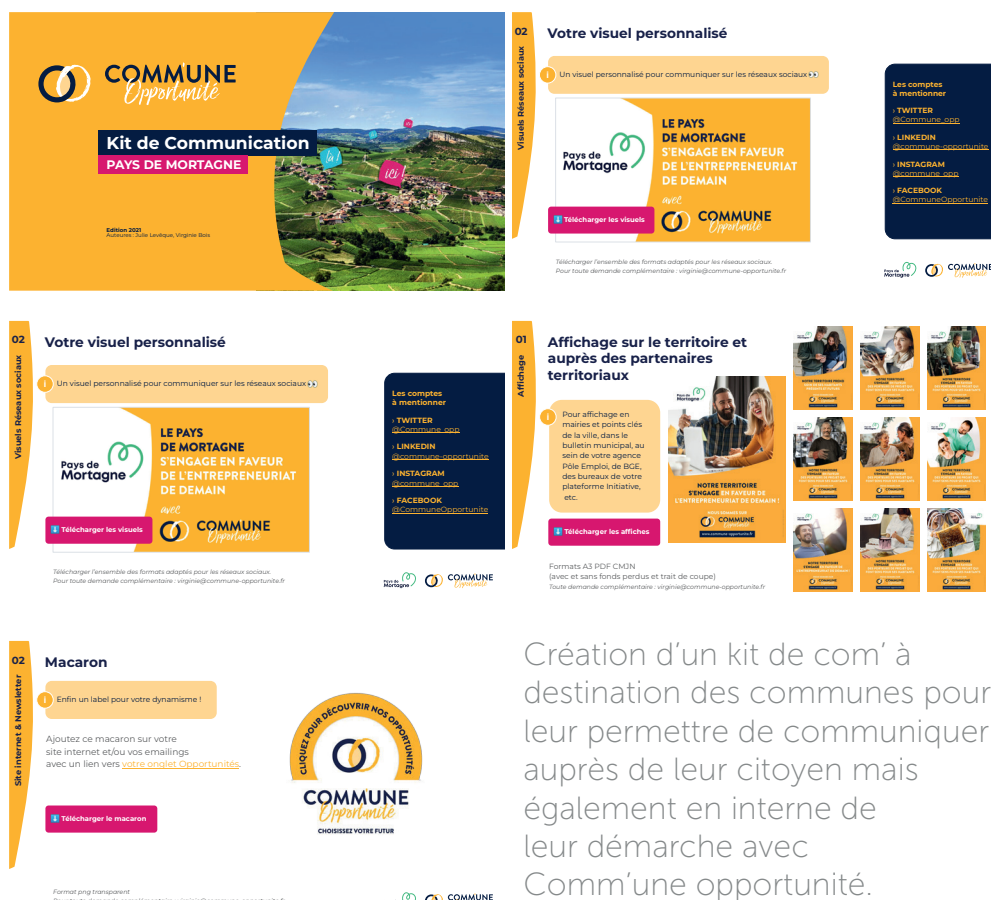 COMM'UNE
Opportunité
ici
là !
ici !
Kit de Communication
PAYS DE MORTAGNE
Edition 2021
Auteures : Julie Levêque, Virginie Bois
02
Visuels Réseaux sociaux
Votre visuel personnalisé
i
Un visuel personnalisé pour communiquer sur les réseaux sociaux 👀
Pays de
Mortagne
LE PAYS
DE MORTAGNE
S'ENGAGE EN FAVEUR
DE L'ENTREPRENEURIAT
DE DEMAIN
avec
COMMUNE
Opportunité
⬇️ Télécharger les visuels
Les comptes
à mentionner
› TWITTER
@Commune_opp
› LINKEDIN
@commune-opportunite
› INSTAGRAM
@commune_opp
› FACEBOOK
@CommuneOpportunite
Télécharger l'ensemble des formats adaptés pour les réseaux sociaux.
Pour toute demande complémentaire : virginie@commune-opportunite.fr
Pays de
Mortagne
COMMUNE
Opportunité
02
Visuels Réseaux sociaux
Votre visuel personnalisé
i
Un visuel personnalisé pour communiquer sur les réseaux sociaux 👀
Pays de
Mortagne
LE PAYS
DE MORTAGNE
S'ENGAGE EN FAVEUR
DE L'ENTREPRENEURIAT
DE DEMAIN
avec
COMMUNE
Opportunité
⬇️ Télécharger les visuels
Les comptes
à mentionner
› TWITTER
@Commune_opp
› LINKEDIN
@commune-opportunite
› INSTAGRAM
@commune_opp
› FACEBOOK
@CommuneOpportunite
Télécharger l'ensemble des formats adaptés pour les réseaux sociaux.
Pour toute demande complémentaire : virginie@commune-opportunite.fr
Pays de
Mortagne
COMMUNE
Opportunité
01
Affichage
Affichage sur le territoire et
auprès des partenaires
territoriaux
i
Pour affichage en
mairies et points clés
de la ville, dans le
bulletin municipal, au
sein de votre agence
Pôle Emploi, de BGE,
des bureaux de votre
plateforme Initiative,
etc.
⬇️ Télécharger les affiches
Formats A3 PDF CMJN
(avec et sans fonds perdus et trait de coupe)
Toute demande complémentaire : virginie@commune-opportunite.fr
Pays de
Mortagne
NOTRE TERRITOIRE
S'ENGAGE EN FAVEUR DE
L'ENTREPRENEURIAT DE DEMAIN !
NOUS SOMMES SUR
COMMUNE
Opportunité
www.commune-opportunite.fr
02
Site internet & Newsletter
Macaron
i
Enfin un label pour votre dynamisme !
Ajoutez ce macaron sur votre
site internet et/ou vos emailings
avec un lien vers votre onglet Opportunités.
⬇️ Télécharger le macaron
CLIQUEZ POUR DÉCOUVRIR NOS OPPORTUNITÉS
COMMUNE
Opportunité
CHOISISSEZ VOTRE FUTUR
Format png transparent
COMMUNE
Création d'un kit de com' à
destination des communes pour
leur permettre de communiquer
auprès de leur citoyen mais
également en interne de
leur démarche avec
Comm'une opportunité.